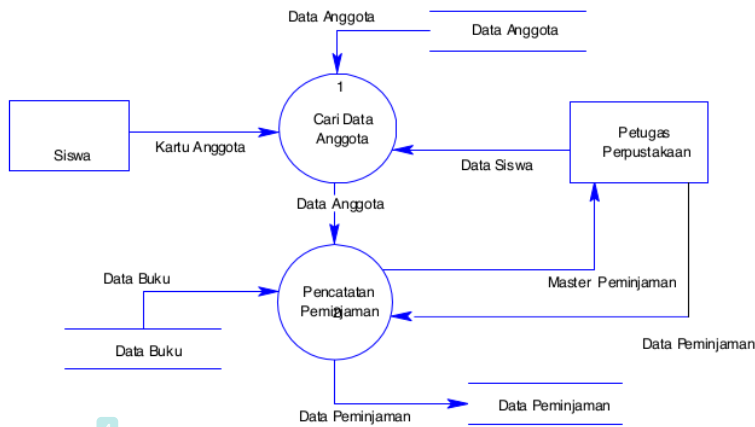 Data Anggota
Data Anggota
1
Cari Data
Anggota
Siswa
Kartu Anggota
Petugas
Perpustakaan
Data Siswa
Data Anggota
Data Buku
Pencatatan
Peminjaman
2
Master Peminjaman
Data Peminjaman
Data Buku
Data Peminjaman
Data Peminjaman